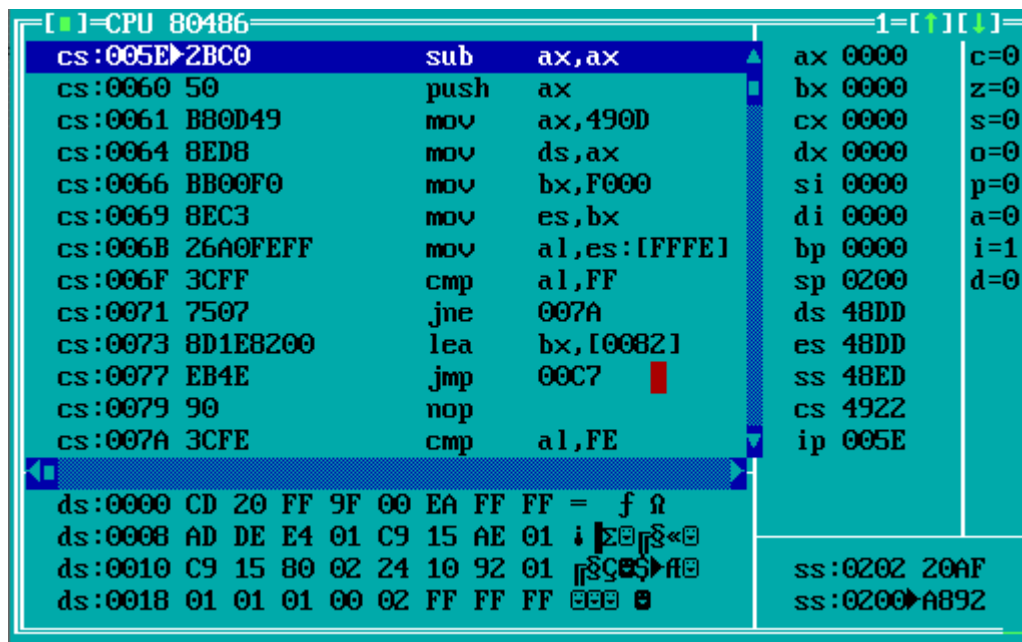 [■]=CPU 80486 1=[↑][↓]=
cs:005E▶2BC0 sub ax,ax ax 0000 c=0
cs:0060 50 push ax bx 0000 z=0
cs:0061 B80D49 mov ax,490D cx 0000 s=0
cs:0064 8ED8 mov ds,ax dx 0000 o=0
cs:0066 BB00F0 mov bx,F000 si 0000 p=0
cs:0069 8EC3 mov es,bx di 0000 a=0
cs:006B 26A0FEFF mov al,es:[FFFE] bp 0000 i=1
cs:006F 3CFF cmp al,FF sp 0200 d=0
cs:0071 7507 jne 007A ds 48DD
cs:0073 8D1E8200 lea bx,[0082] es 48DD
cs:0077 EB4E jmp 00C7 ss 48ED
cs:0079 90 nop cs 4922
cs:007A 3CFE cmp al,FE ip 005E
ds:0000 CD 20 FF 9F 00 EA FF FF = ƒ Ω
ds:0008 AD DE E4 01 C9 15 AE 01 ¡▐Σ☺╔§«☺
ds:0010 C9 15 80 02 24 10 92 01 ╔§Ç☻$►Æ☺ ss:0202 20AF
ds:0018 01 01 01 00 02 FF FF FF ☺☺☺ ☻ ss:0200▶A892